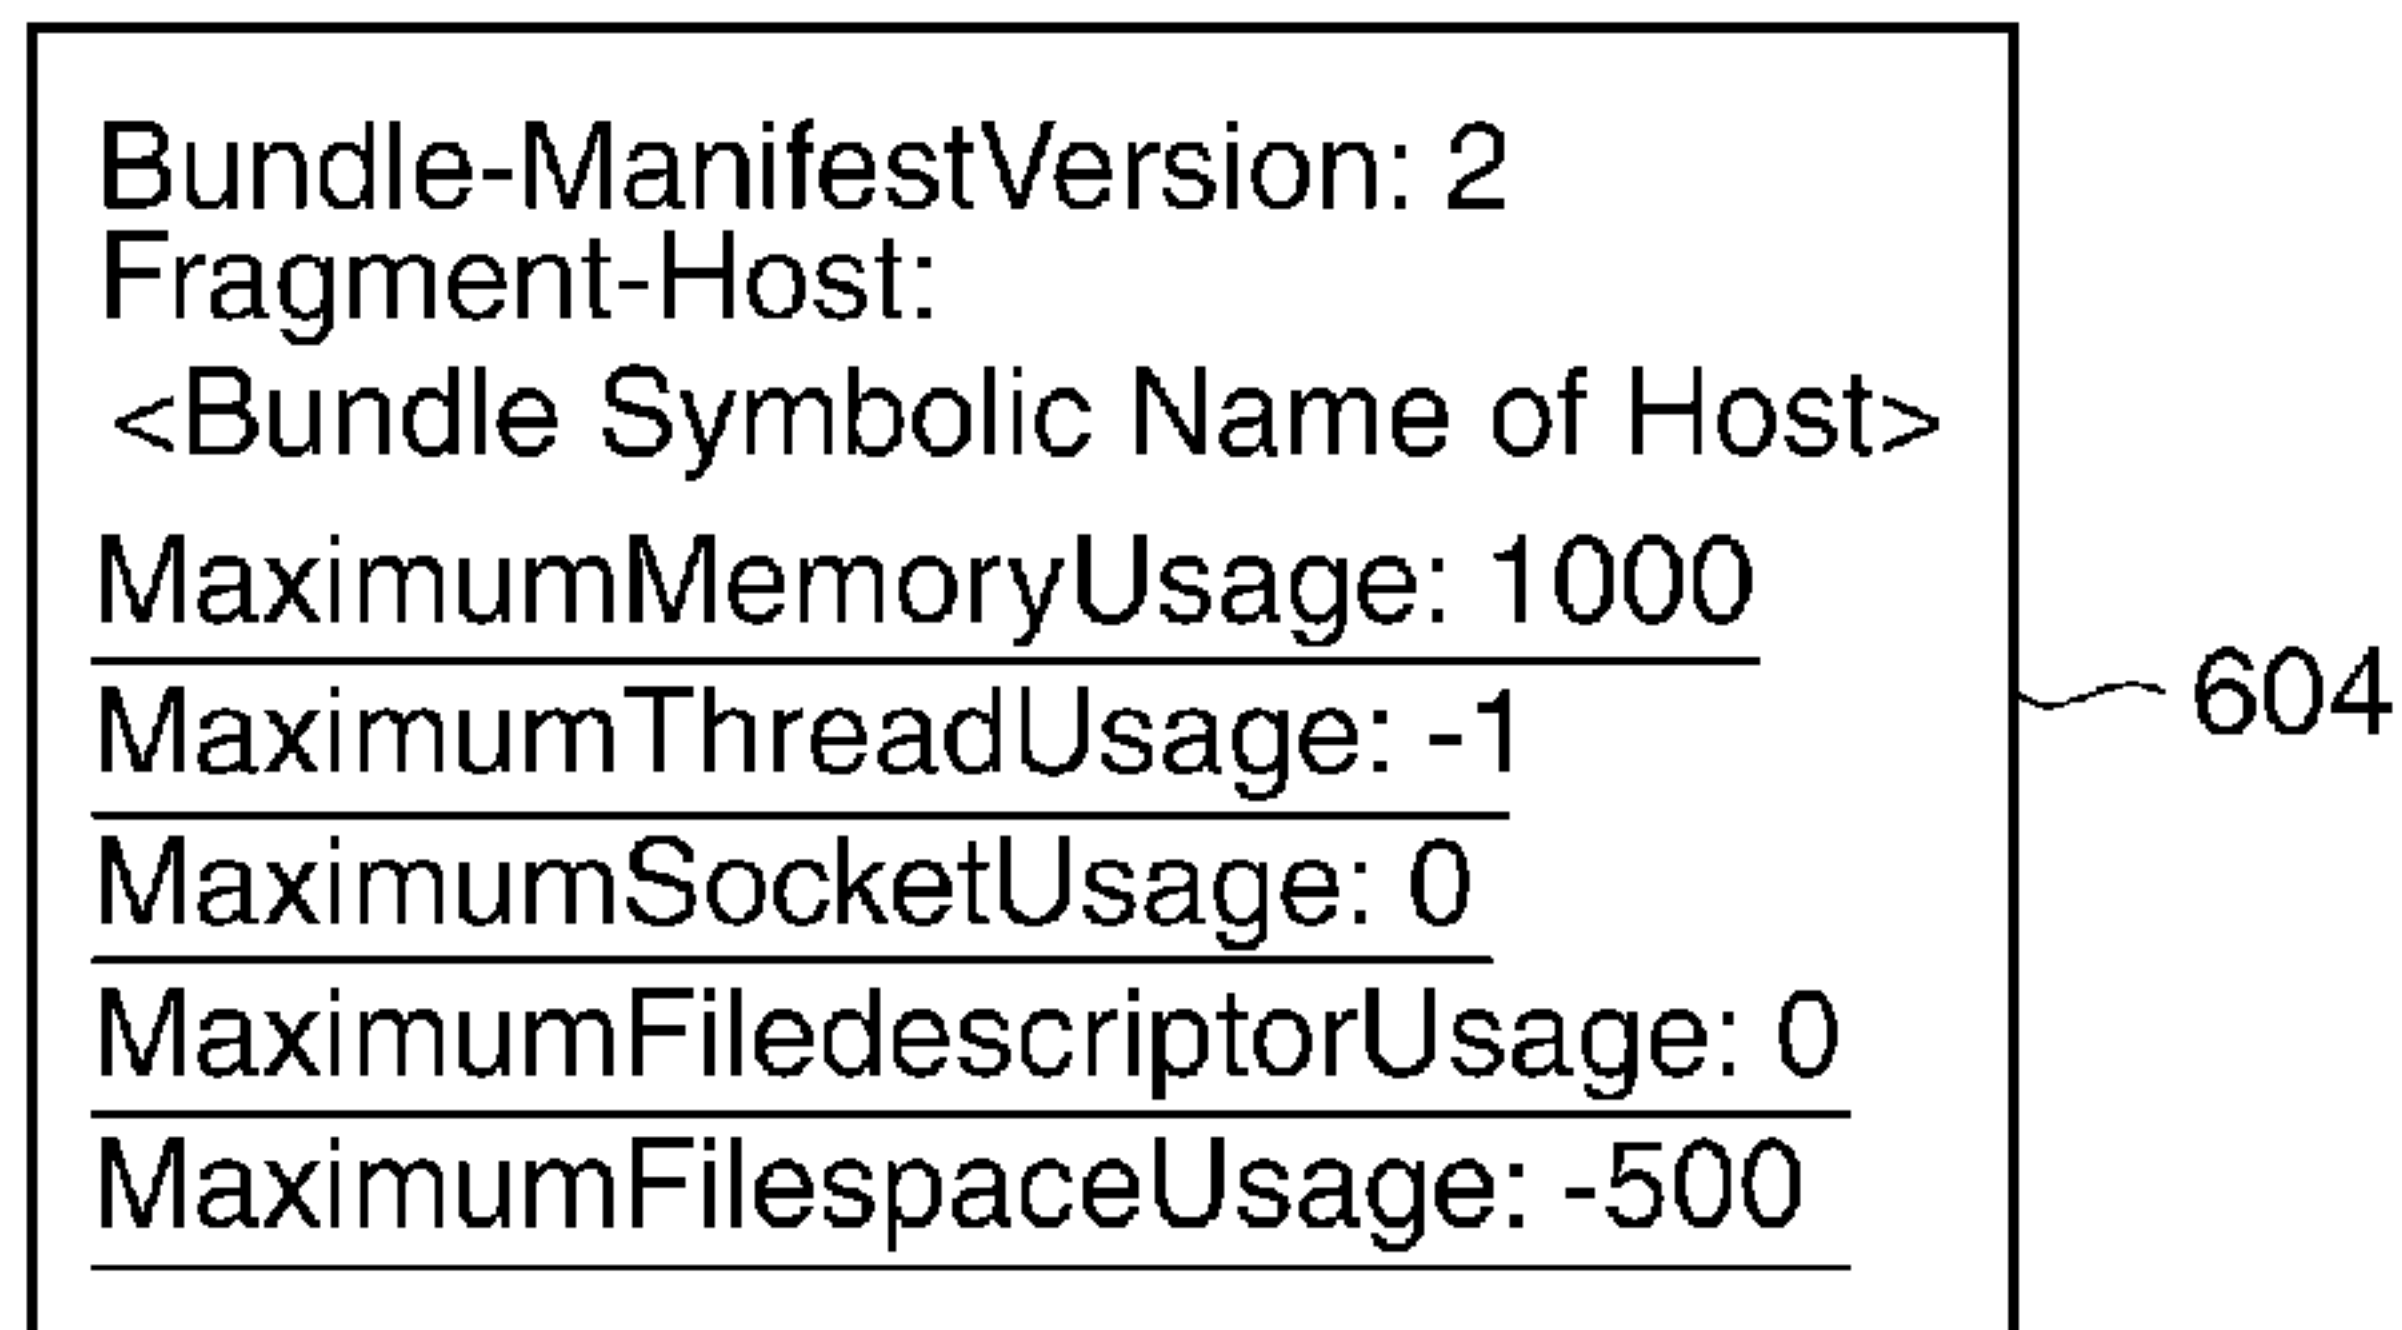 Bundle-ManifestVersion: 2
Fragment-Host:
<Bundle Symbolic Name of Host>
MaximumMemoryUsage: 1000
MaximumThreadUsage: -1
MaximumSocketUsage: 0
MaximumFiledescriptorUsage: 0
MaximumFilespaceUsage: -500
604